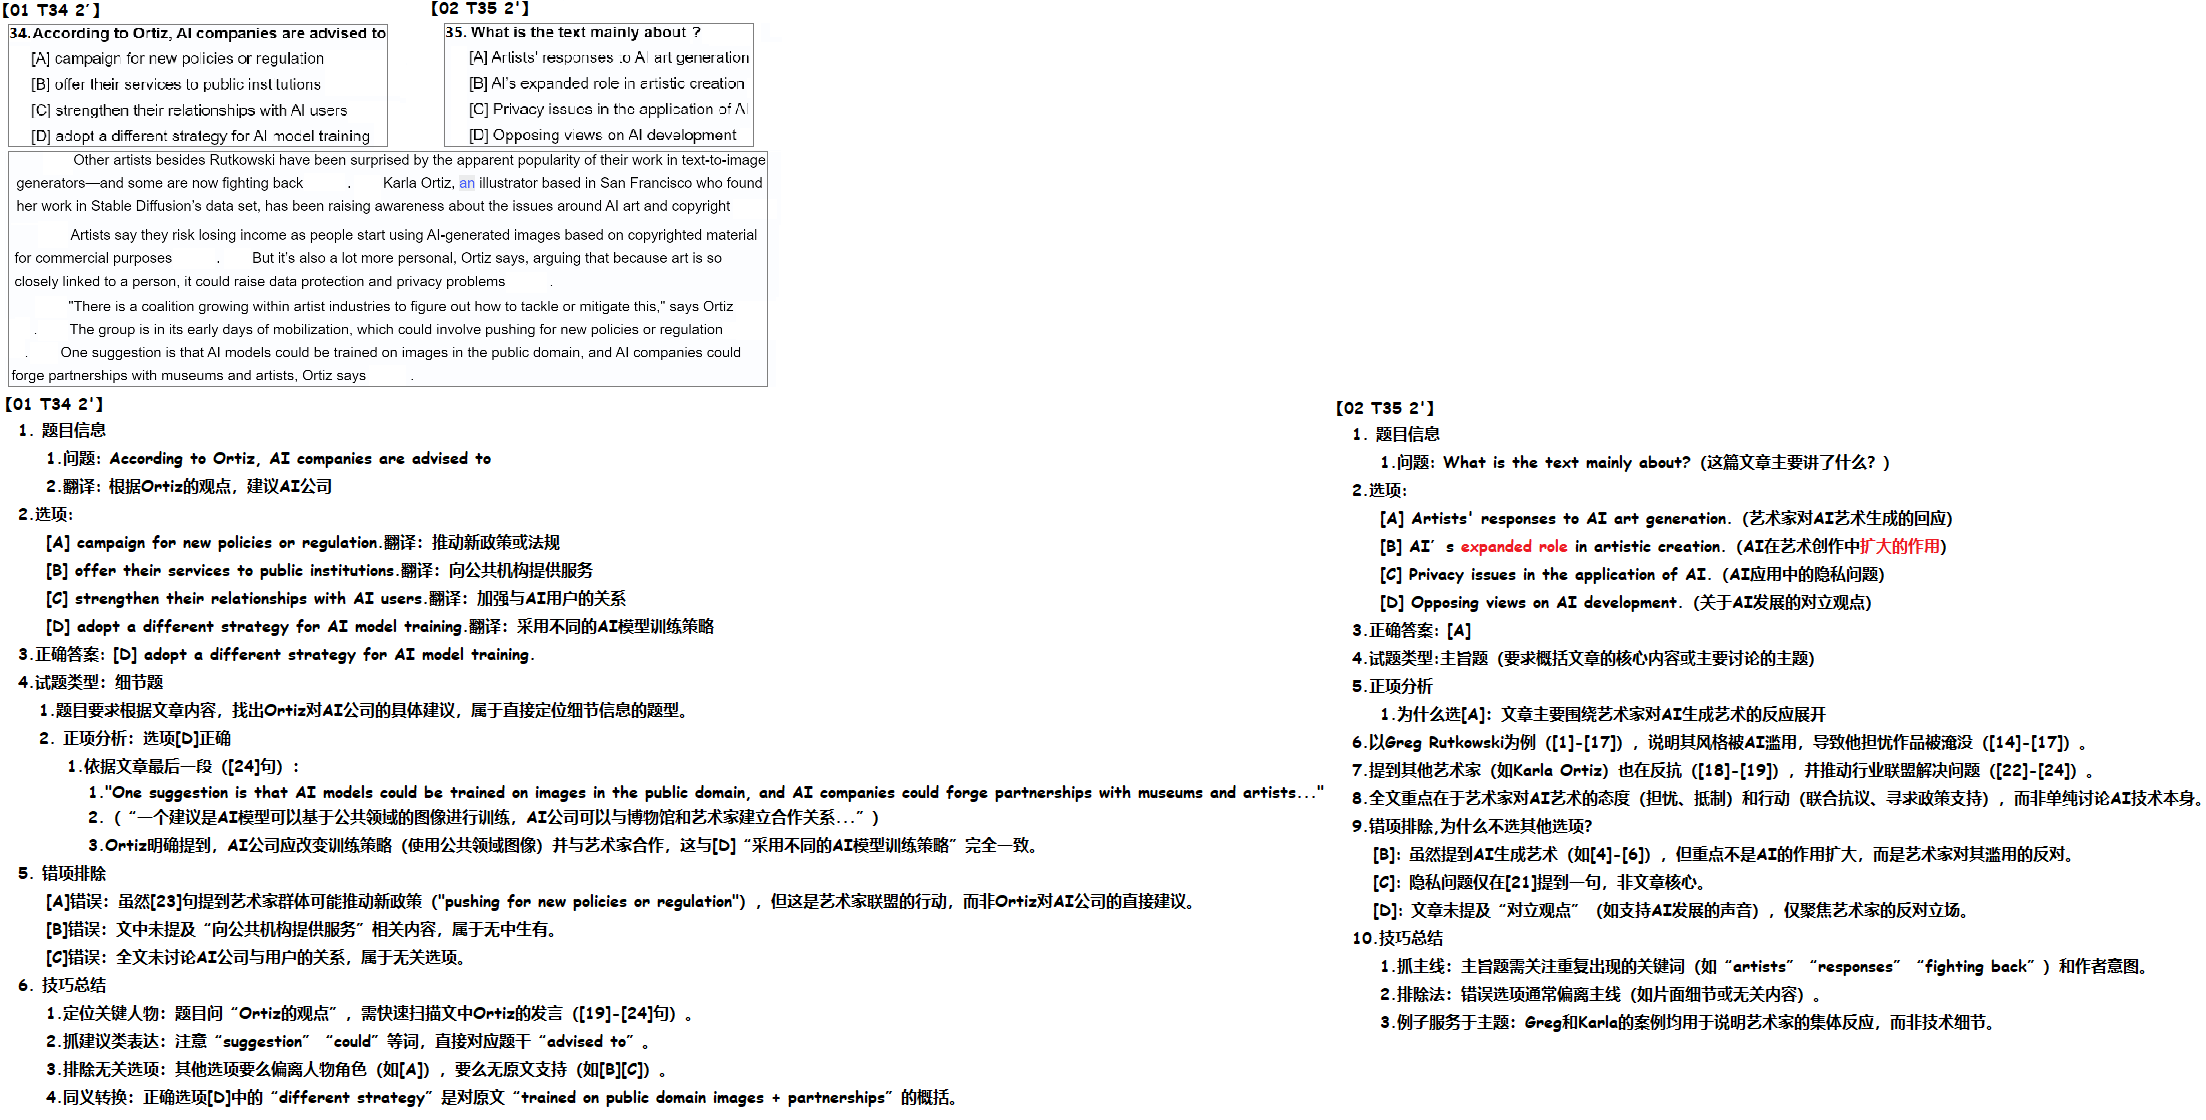 【01 T34 2′】
34.According to Ortiz, AI companies are advised to
[A] campaign for new policies or regulation
[B] offer their services to public inst tutions
[C] strengthen their relationships with AI users
[D] adopt a different strategy for AI model training
【02 T35 2'】
35. What is the text mainly about ?
[A] Artists' responses to AI art generation
[B] AI's expanded role in artistic creation
[C] Privacy issues in the application of AI
[D] Opposing views on AI development
Other artists besides Rutkowski have been surprised by the apparent popularity of their work in text-to-image
generators—and some are now fighting back . Karla Ortiz, an illustrator based in San Francisco who found
her work in Stable Diffusion's data set, has been raising awareness about the issues around AI art and copyright
Artists say they risk losing income as people start using AI-generated images based on copyrighted material
for commercial purposes . But it's also a lot more personal, Ortiz says, arguing that because art is so
closely linked to a person, it could raise data protection and privacy problems .
"There is a coalition growing within artist industries to figure out how to tackle or mitigate this," says Ortiz
. The group is in its early days of mobilization, which could involve pushing for new policies or regulation
. One suggestion is that AI models could be trained on images in the public domain, and AI companies could
forge partnerships with museums and artists, Ortiz says .
【01 T34 2'】
1. 题目信息
1.问题: According to Ortiz, AI companies are advised to
2.翻译: 根据Ortiz的观点，建议AI公司
2.选项:
[A] campaign for new policies or regulation.翻译: 推动新政策或法规
[B] offer their services to public institutions.翻译: 向公共机构提供服务
[C] strengthen their relationships with AI users.翻译: 加强与AI用户的关系
[D] adopt a different strategy for AI model training.翻译: 采用不同的AI模型训练策略
3.正确答案: [D] adopt a different strategy for AI model training.
4.试题类型: 细节题
1.题目要求根据文章内容，找出Ortiz对AI公司的具体建议，属于直接定位细节信息的题型。
2. 正项分析: 选项[D]正确
1.依据文章最后一段（[24]句）:
1."One suggestion is that AI models could be trained on images in the public domain, and AI companies could forge partnerships with museums and artists..."
2.（“一个建议是AI模型可以基于公共领域的图像进行训练，AI公司可以与博物馆和艺术家建立合作关系...”）
3.Ortiz明确提到，AI公司应改变训练策略（使用公共领域图像）并与艺术家合作，这与[D]“采用不同的AI模型训练策略”完全一致。
5. 错项排除
[A]错误: 虽然[23]句提到艺术家群体可能推动新政策（"pushing for new policies or regulation"），但这是艺术家联盟的行动，而非Ortiz对AI公司的直接建议。
[B]错误: 文中未提及“向公共机构提供服务”相关内容，属于无中生有。
[C]错误: 全文未讨论AI公司与用户的关系，属于无关选项。
6. 技巧总结
1.定位关键人物: 题目问“Ortiz的观点”，需快速扫描文中Ortiz的发言（[19]-[24]句）。
2.抓建议类表达: 注意“suggestion”“could”等词，直接对应题干“advised to”。
3.排除无关选项: 其他选项要么偏离人物角色（如[A]），要么无原文支持（如[B][C]）。
4.同义转换: 正确选项[D]中的“different strategy”是对原文“trained on public domain images + partnerships”的概括。
【02 T35 2'】
1. 题目信息
1.问题: What is the text mainly about?（这篇文章主要讲了什么？）
2.选项:
[A] Artists' responses to AI art generation.（艺术家对AI艺术生成的回应）
[B] AI’s expanded role in artistic creation.（AI在艺术创作中扩大的作用）
[C] Privacy issues in the application of AI.（AI应用中的隐私问题）
[D] Opposing views on AI development.（关于AI发展的对立观点）
3.正确答案: [A]
4.试题类型:主旨题（要求概括文章的核心内容或主要讨论的主题）
5.正项分析
1.为什么选[A]: 文章主要围绕艺术家对AI生成艺术的反应展开
6.以Greg Rutkowski为例（[1]-[17]），说明其风格被AI滥用，导致他担忧作品被淹没（[14]-[17]）。
7.提到其他艺术家（如Karla Ortiz）也在反抗（[18]-[19]），并推动行业联盟解决问题（[22]-[24]）。
8.全文重点在于艺术家对AI艺术的态度（担忧、抵制）和行动（联合抗议、寻求政策支持），而非单纯讨论AI技术本身。
9.错项排除,为什么不选其他选项?
[B]: 虽然提到AI生成艺术（如[4]-[6]），但重点不是AI的作用扩大，而是艺术家对其滥用的反对。
[C]: 隐私问题仅在[21]提到一句，非文章核心。
[D]: 文章未提及“对立观点”（如支持AI发展的声音），仅聚焦艺术家的反对立场。
10.技巧总结
1.抓主线: 主旨题需关注重复出现的关键词（如“artists”“responses”“fighting back”）和作者意图。
2.排除法: 错误选项通常偏离主线（如片面细节或无关内容）。
3.例子服务于主题: Greg和Karla的案例均用于说明艺术家的集体反应，而非技术细节。